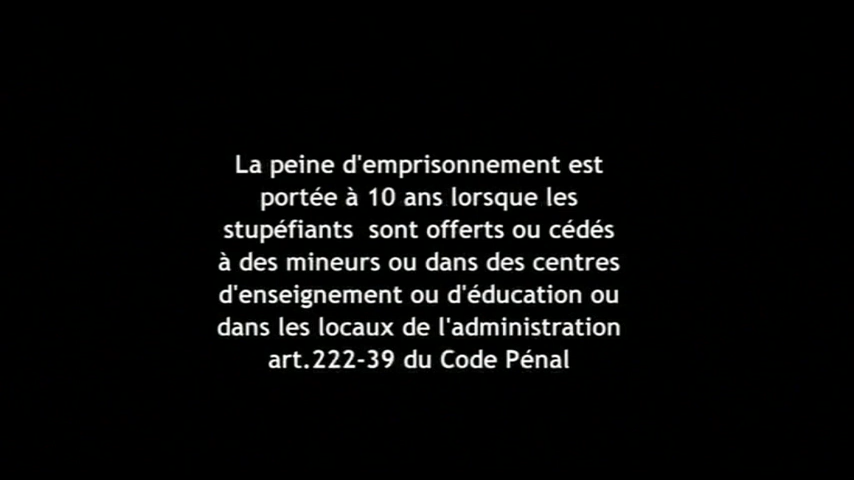 La peine d'emprisonnement est
portée à 10 ans lorsque les
stupéfiants  sont offerts ou cédés
à des mineurs ou dans des centres
d'enseignement ou d'éducation ou
dans les locaux de l'administration
art.222-39 du Code Pénal